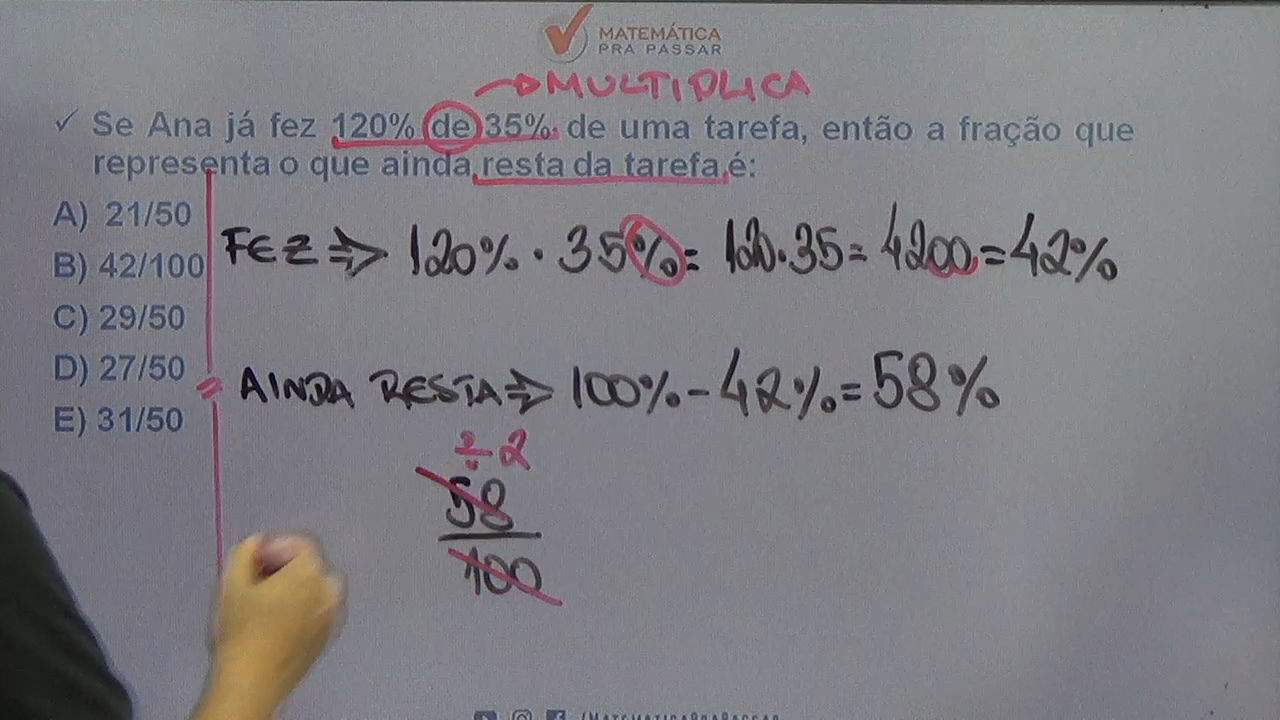 MATEMÁTICA
PRA PASSAR
MULTIPLICA
✓ Se Ana já fez 120% de 35% de uma tarefa, então a fração que
representa o que ainda resta da tarefa é:
A) 21/50
B) 42/100
C) 29/50
D) 27/50
E) 31/50
FEZ ⇒ 120% . 35% = 120.35 = 4200 = 42%
AINDA RESTA ⇒ 100% - 42% = 58%
÷2
58
100
/MATEMATICAPRAPASSAR